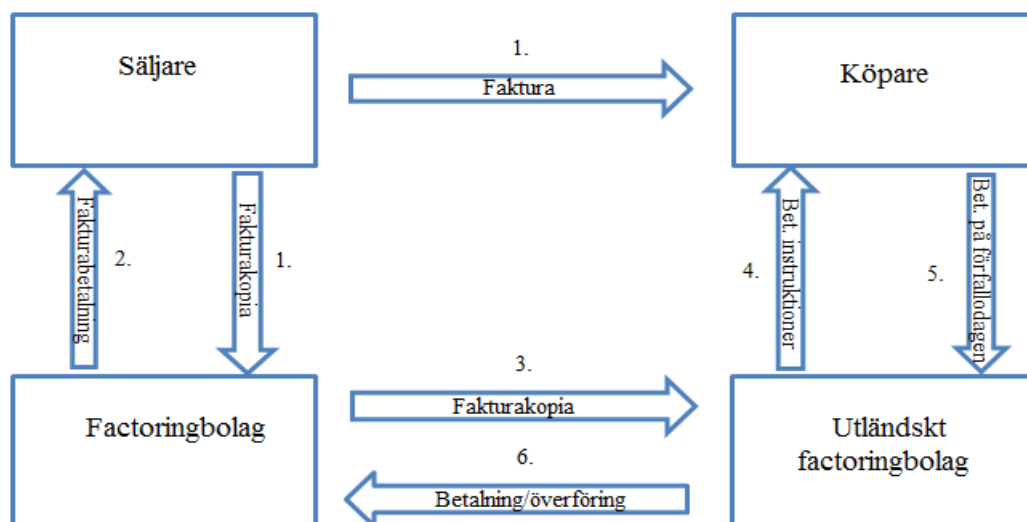 Säljare
1.
Faktura
Köpare
Fakturabetalning
2.
Fakturakopia
1.
4.
Bet. instruktioner
5.
Bet. på förfallodagen
Factoringbolag
3.
Fakturakopia
6.
Betalning/överföring
Utländskt
factoringbolag